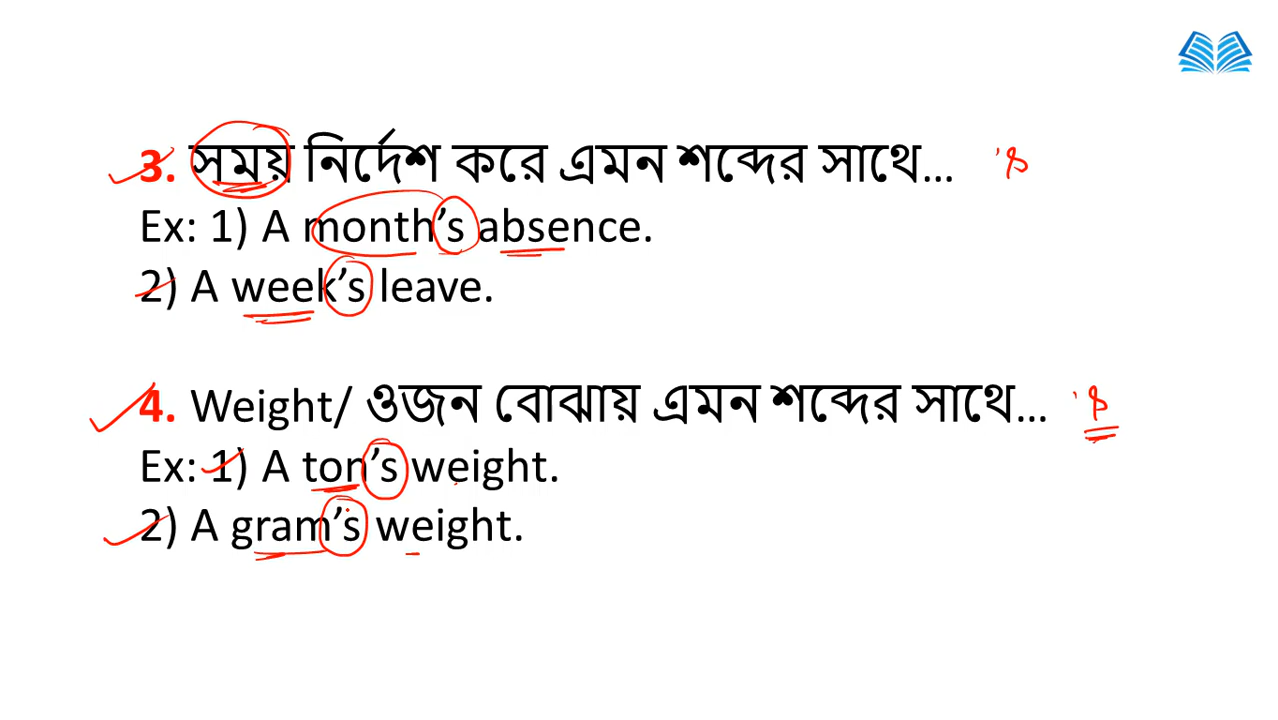 3. সময় নির্দেশ করে এমন শব্দের সাথে... 's
Ex: 1) A month's absence.
2) A week's leave.
4. Weight/ ওজন বোঝায় এমন শব্দের সাথে... 's
Ex: 1) A ton's weight.
2) A gram's weight.